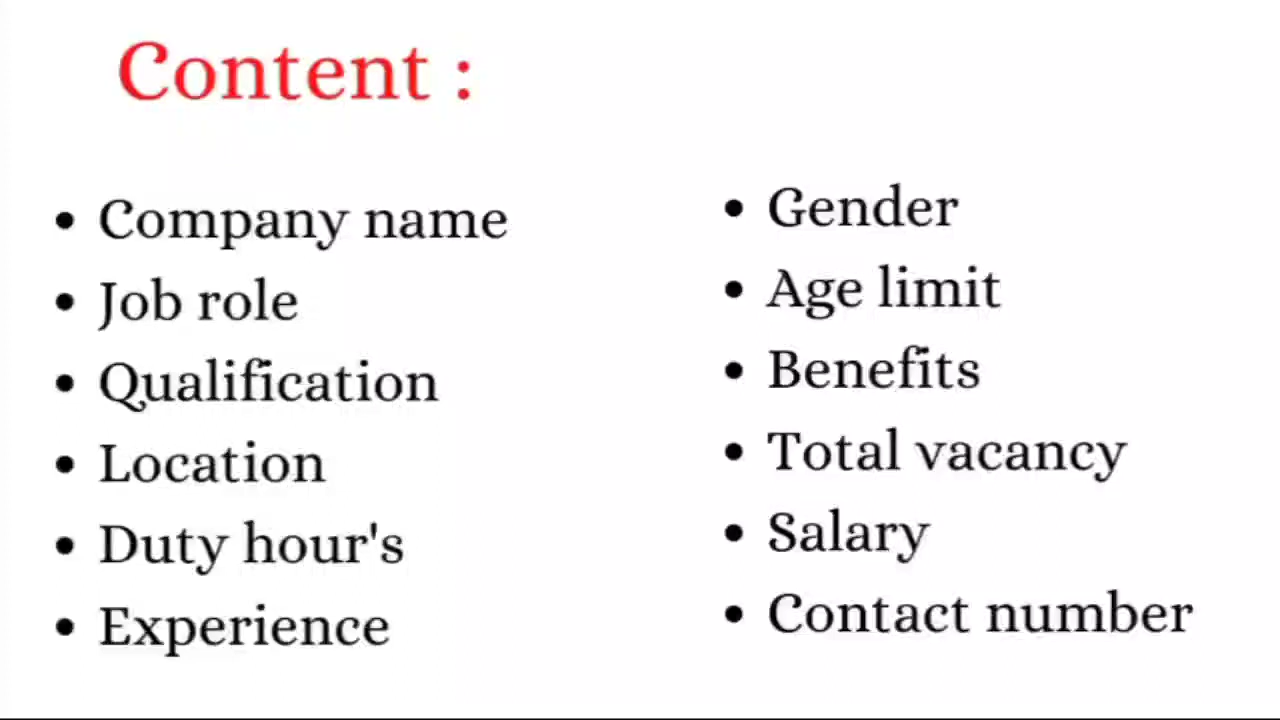 Content :
• Company name
• Job role
• Qualification
• Location
• Duty hour's
• Experience
• Gender
• Age limit
• Benefits
• Total vacancy
• Salary
• Contact number